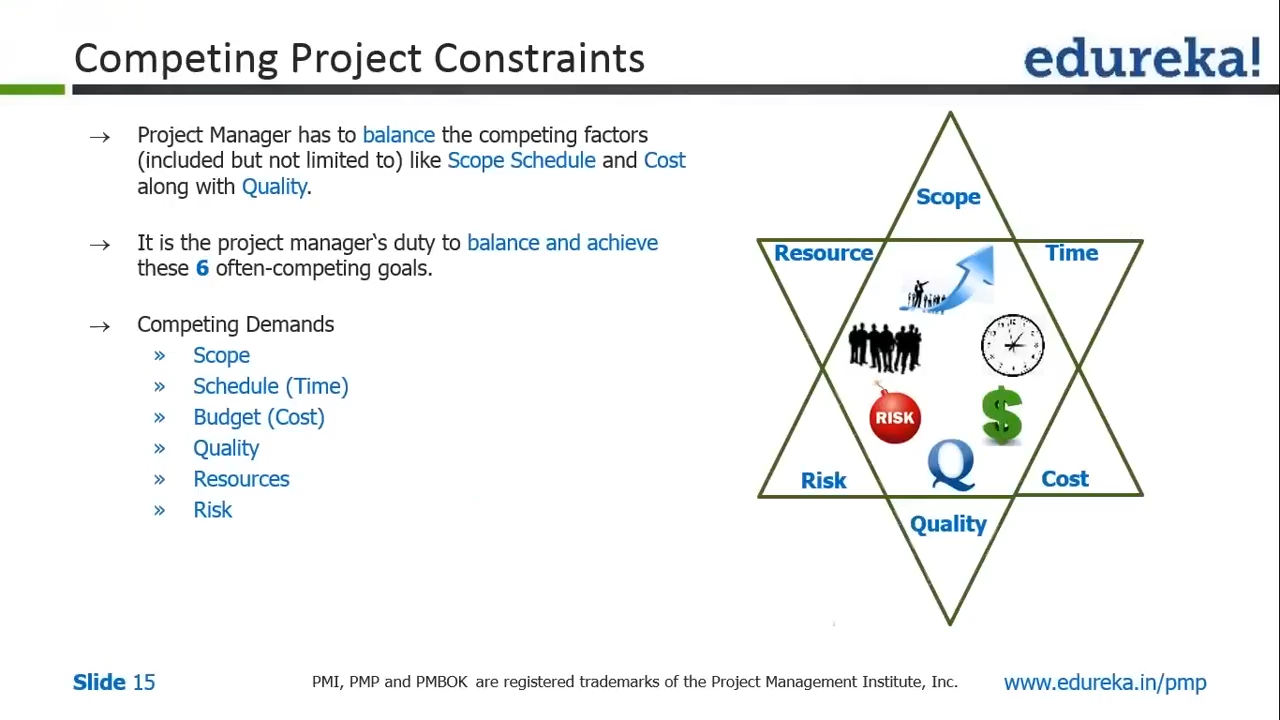 Competing Project Constraints
edureka!
→ Project Manager has to balance the competing factors
(included but not limited to) like Scope Schedule and Cost
along with Quality.
→ It is the project manager‘s duty to balance and achieve
these 6 often-competing goals.
→ Competing Demands
» Scope
» Schedule (Time)
» Budget (Cost)
» Quality
» Resources
» Risk
Scope
Resource
Time
RISK
$
Q
Risk
Cost
Quality
Slide 15
PMI, PMP and PMBOK are registered trademarks of the Project Management Institute, Inc.
www.edureka.in/pmp